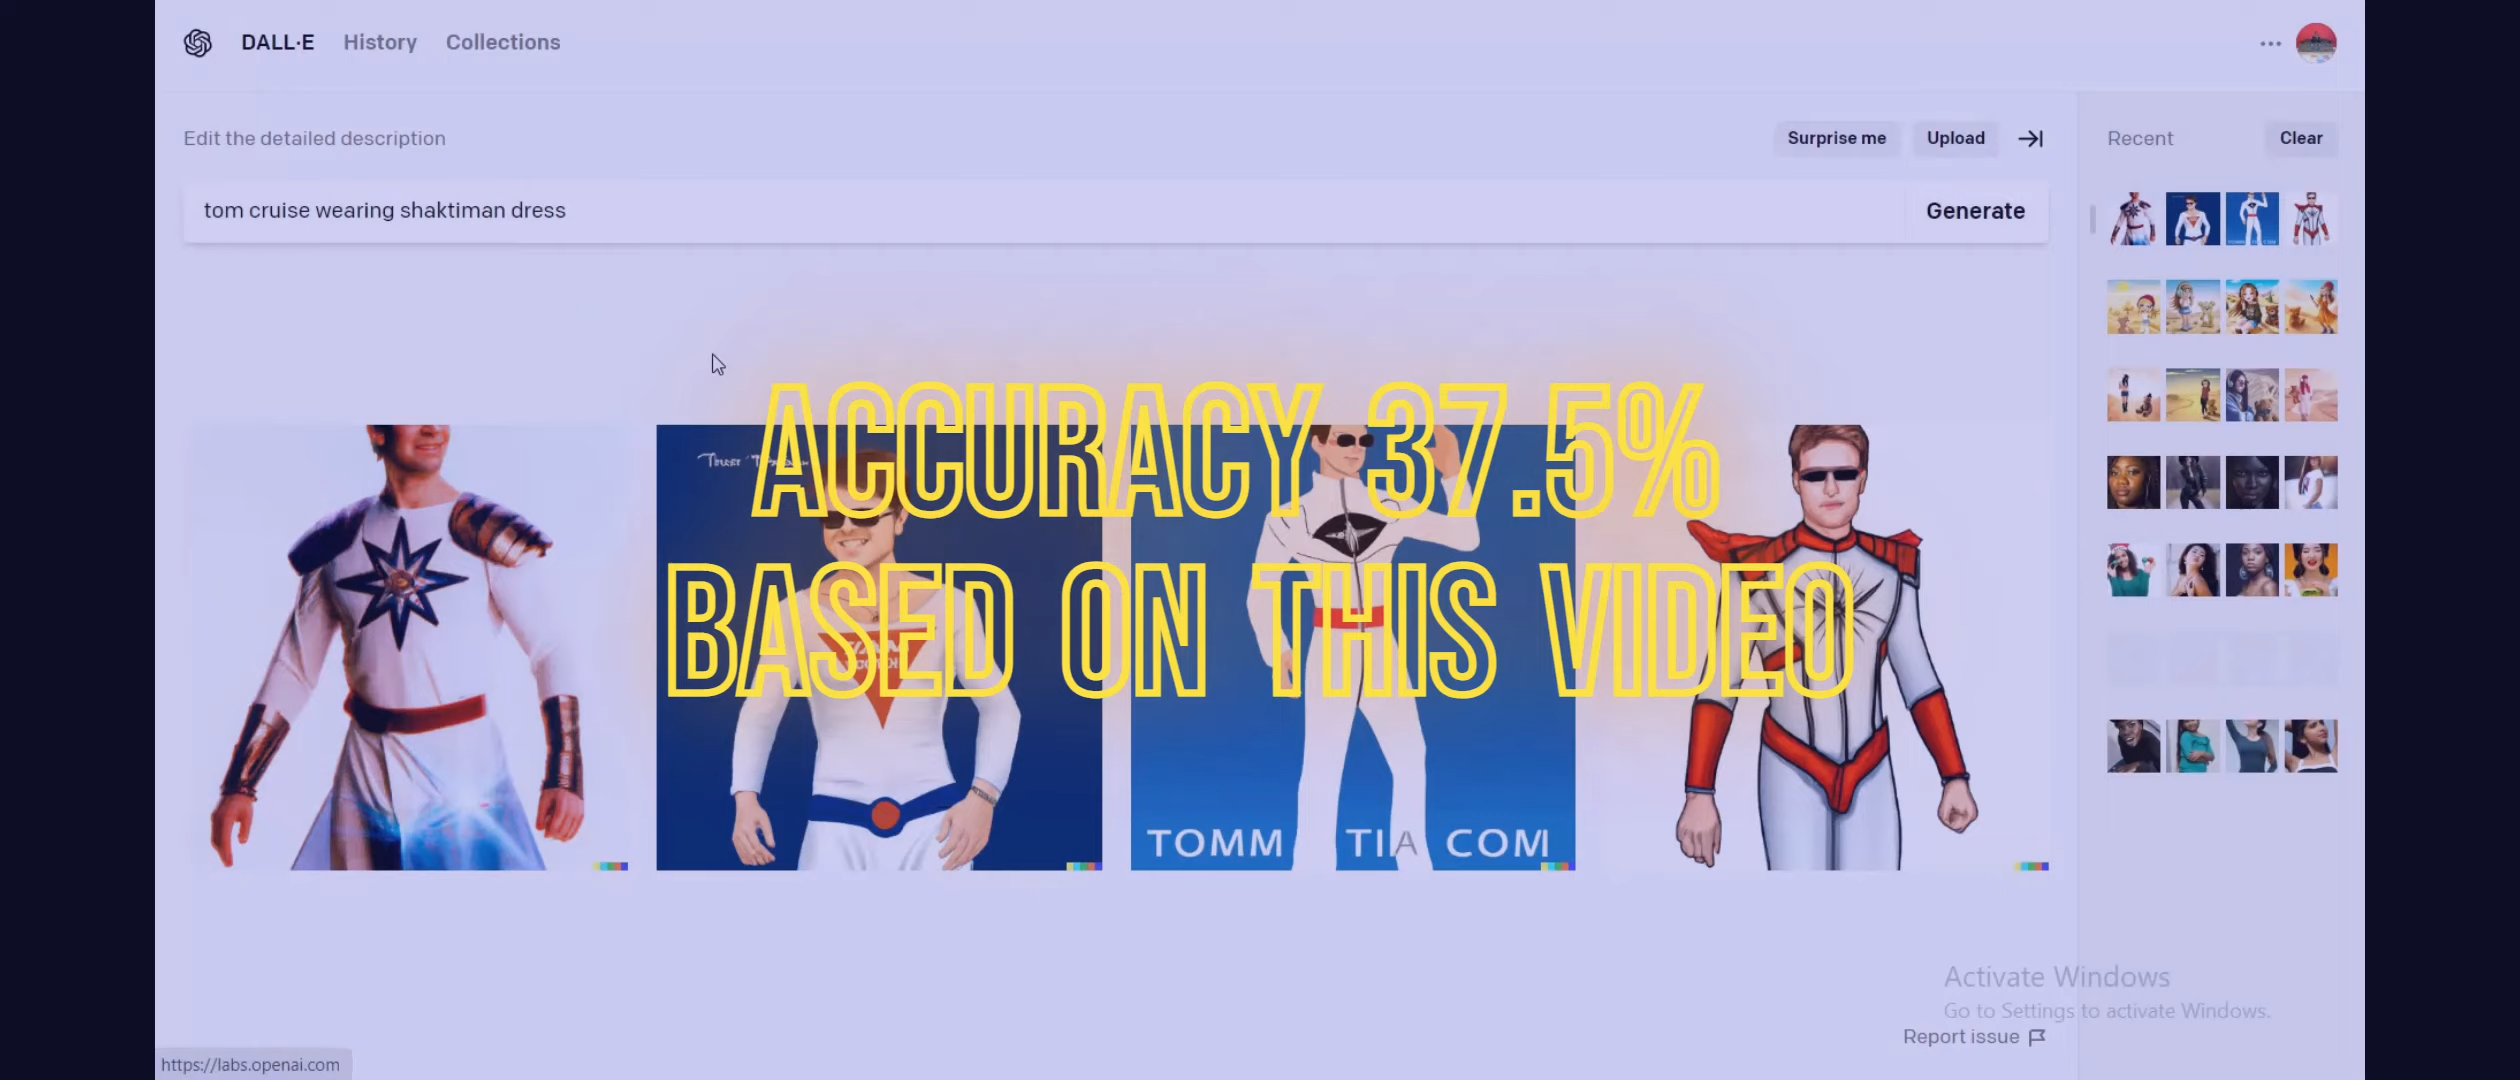 DALL·E History Collections
Edit the detailed description
Surprise me Upload
Recent Clear
tom cruise wearing shaktiman dress
Generate
ACCURACY 37.5%
BASED ON THIS VIDEO
TOMM TIA COM
Activate Windows
Go to Settings to activate Windows.
Report issue
https://labs.openai.com